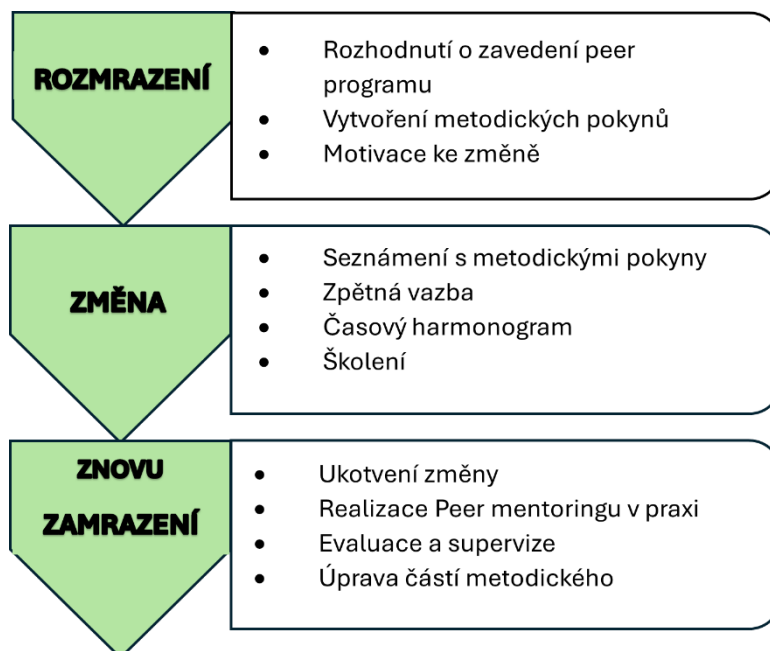 ROZMRAZENÍ
• Rozhodnutí o zavedení peer
programu
• Vytvoření metodických pokynů
• Motivace ke změně
ZMĚNA
• Seznámení s metodickými pokyny
• Zpětná vazba
• Časový harmonogram
• Školení
ZNOVU
ZAMRAZENÍ
• Ukotvení změny
• Realizace Peer mentoringu v praxi
• Evaluace a supervize
• Úprava částí metodického